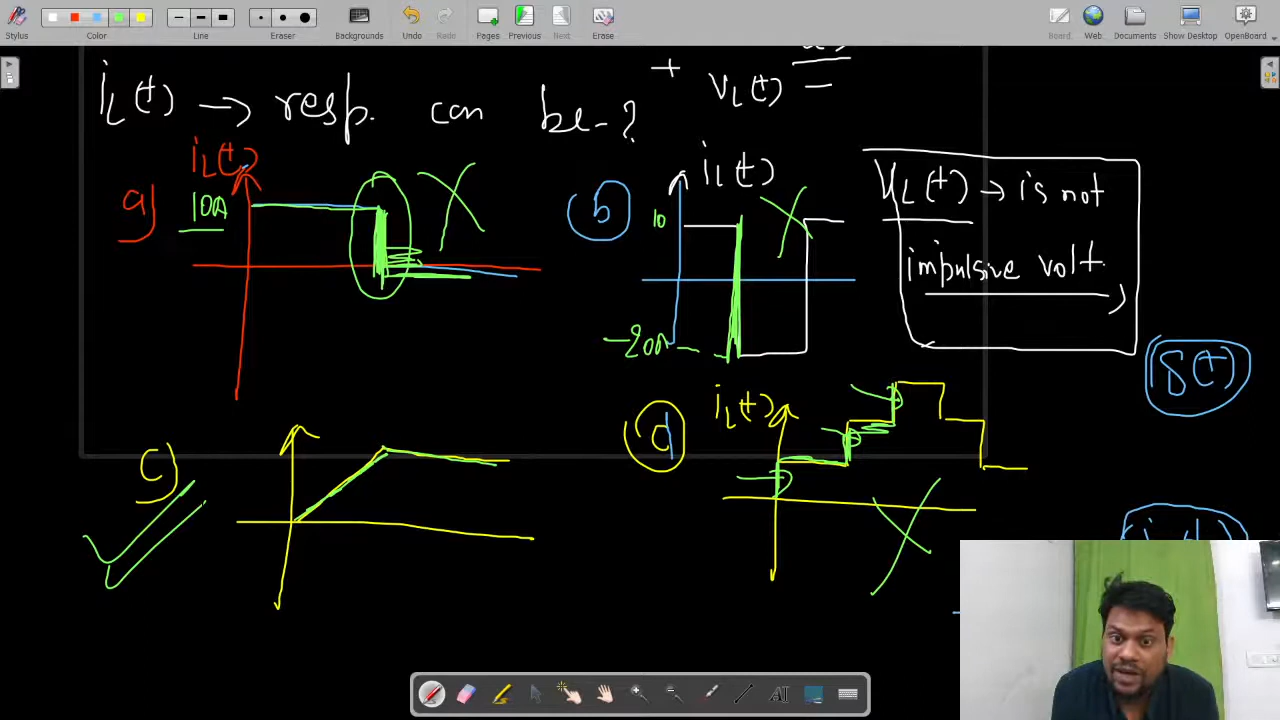 Stylus
Color
Line
Eraser
Backgrounds
Undo
Redo
Pages
Previous
Next
Erase
Board
Web
Documents
Show Desktop
OpenBoard
iL(t) → resp. can be-?
+ VL(t) =
a)
iL(t)
10A
b
iL(t)
10
-20A
VL(t) → is not
impulsive volt.
δ(t)
c)
d
iL(t)
AI